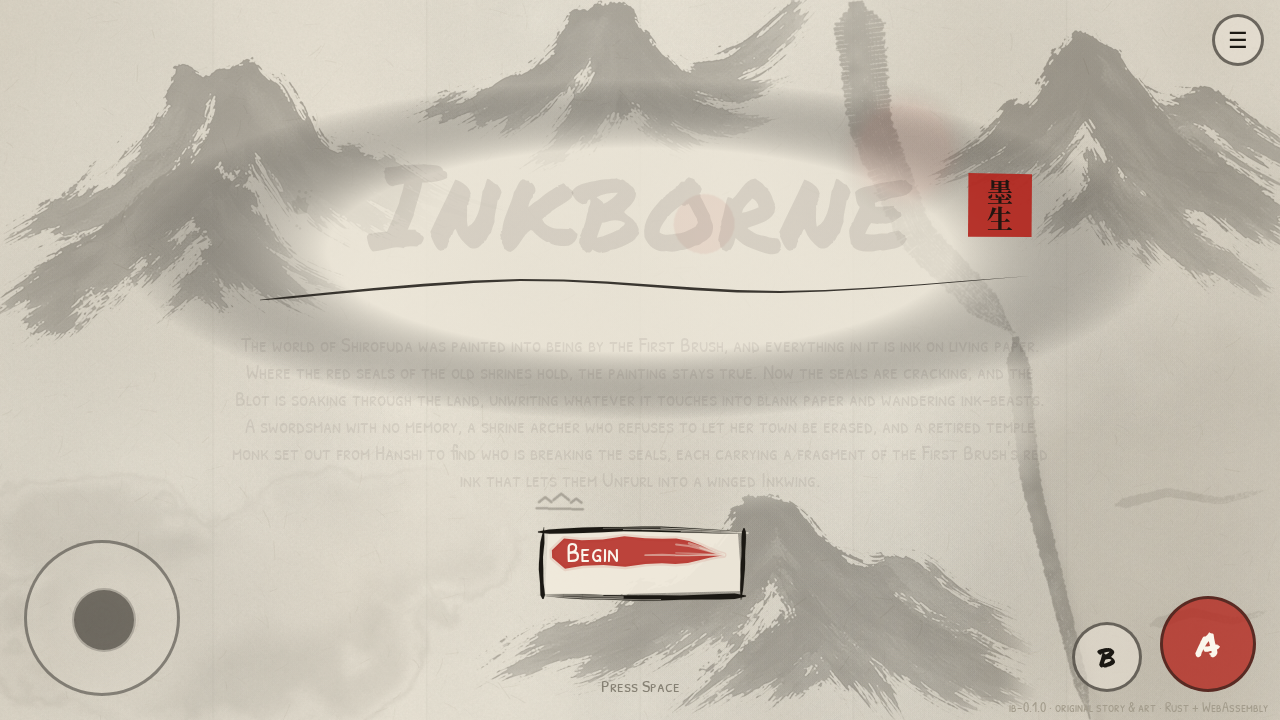 ☰
INKBORNE
墨生
The world of Shirofuda was painted into being by the First Brush, and everything in it is ink on living paper.
Where the red seals of the old shrines hold, the painting stays true. Now the seals are cracking, and the
Blot is soaking through the land, unwriting whatever it touches into blank paper and wandering ink-beasts.
A swordsman with no memory, a shrine archer who refuses to let her town be erased, and a retired temple
monk set out from Hanshi to find who is breaking the seals, each carrying a fragment of the First Brush's red
ink that lets them Unfurl into a winged Inkwing.
Begin
B
A
Press Space
ib-0.1.0 · original story & art · Rust + WebAssembly